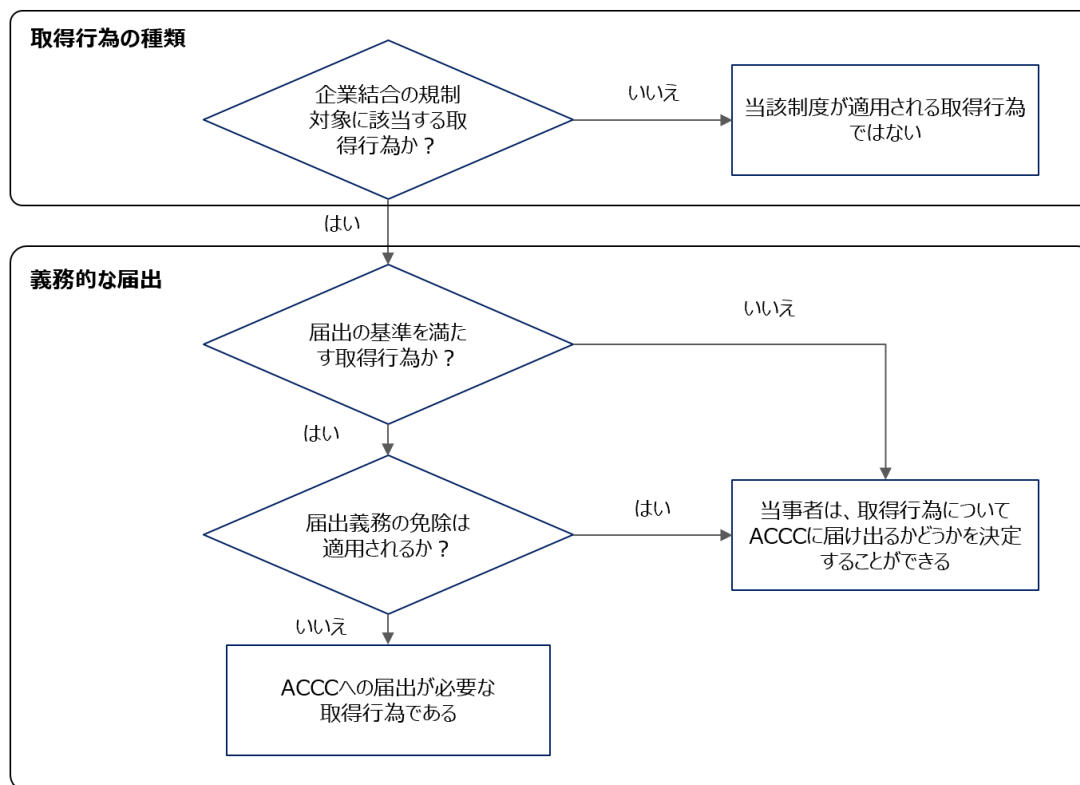 取得行為の種類
企業結合の規制
対象に該当する取
得行為か？
いいえ
当該制度が適用される取得行為
ではない
はい
義務的な届出
届出の基準を満た
す取得行為か？
いいえ
はい
届出義務の免除は
適用されるか？
はい
当事者は、取得行為について
ACCCに届け出るかどうかを決定
することができる
いいえ
ACCCへの届出が必要な
取得行為である